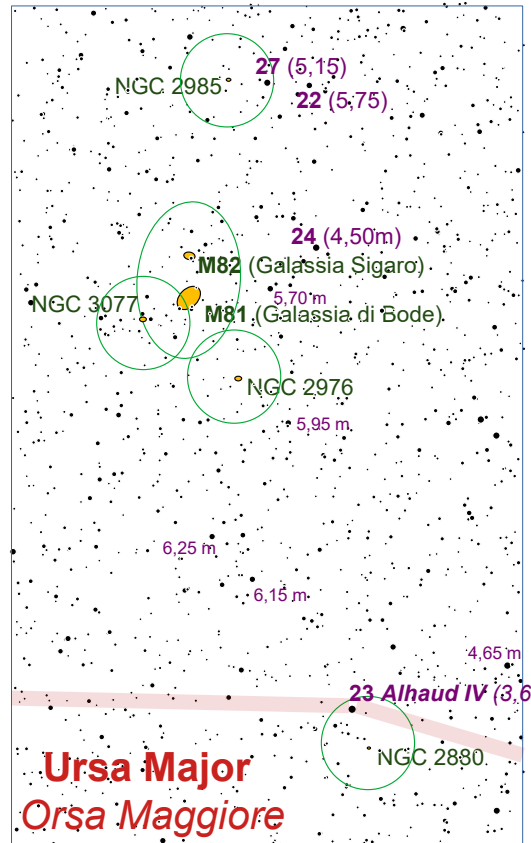 27 (5,15)
NGC 2985
22 (5,75)
24 (4,50m)
M82 (Galassia Sigaro)
5,70 m
NGC 3077
M81 (Galassia di Bode)
NGC 2976
5,95 m
6,25 m
6,15 m
4,65 m
23 Alhaud IV (3,6
NGC 2880
Ursa Major
Orsa Maggiore